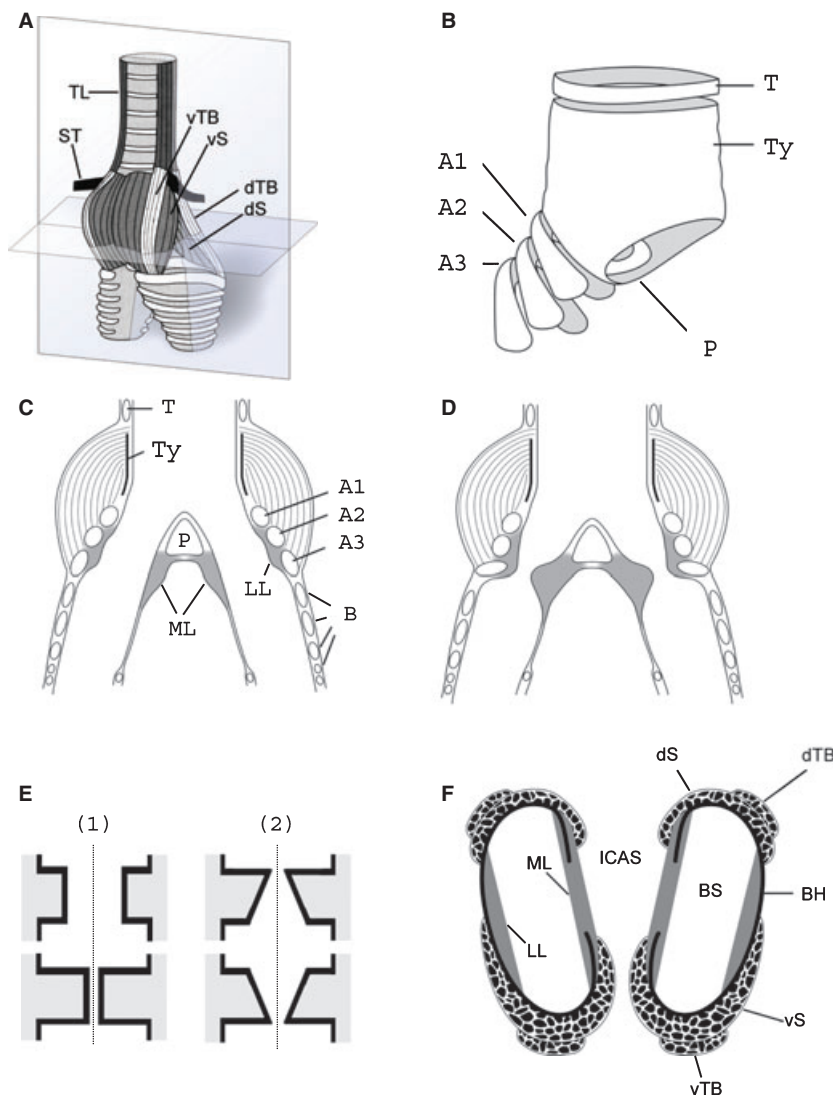 A
TL
ST
vTB
vS
dTB
dS
B
T
Ty
A1
A2
A3
P
C
T
Ty
A1
A2
P
A3
LL
B
ML
D
E
(1)
(2)
F
dS
dTB
ML
ICAS
BS
BH
LL
vS
vTB